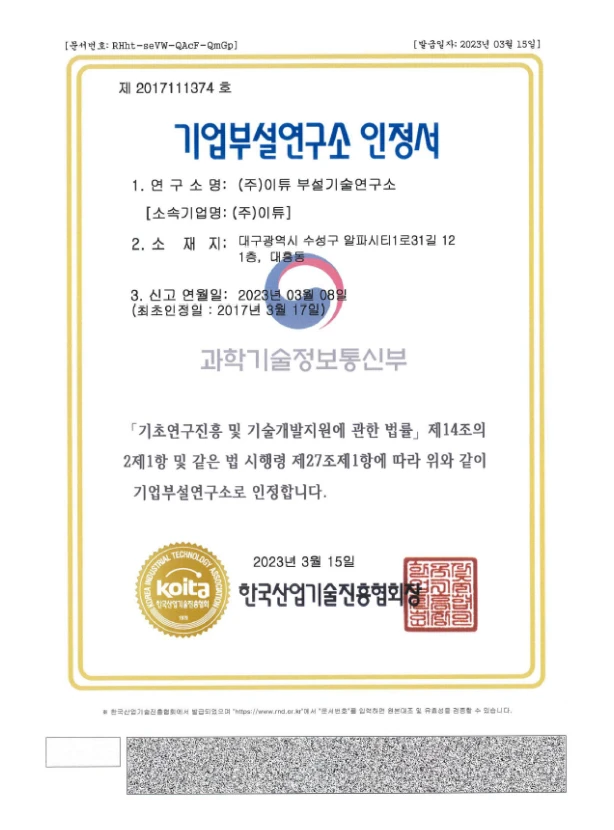 [문서번호: RHht-seVW-QAcF-QmGp]
[발급일자: 2023년 03월 15일]
제 2017111374 호
기업부설연구소 인정서
1. 연 구 소 명: (주)이튜 부설기술연구소
[소속기업명: (주)이튜]
2. 소 재 지: 대구광역시 수성구 알파시티1로31길 12
1층, 대흥동
3. 신고 연월일: 2023년 03월 08일
(최초인정일 : 2017년 3월 17일)
과학기술정보통신부
「기초연구진흥 및 기술개발지원에 관한 법률」 제14조의
2제1항 및 같은 법 시행령 제27조제1항에 따라 위와 같이
기업부설연구소로 인정합니다.
2023년 3월 15일
KOREA INDUSTRIAL TECHNOLOGY ASSOCIATION
koita
한국산업기술진흥협회
한국산업기술진흥협회장
※ 한국산업기술진흥협회에서 발급되었으며 "https://www.rnd.or.kr"에서 "문서번호"를 입력하면 원본대조 및 유효성을 검증할 수 있습니다.